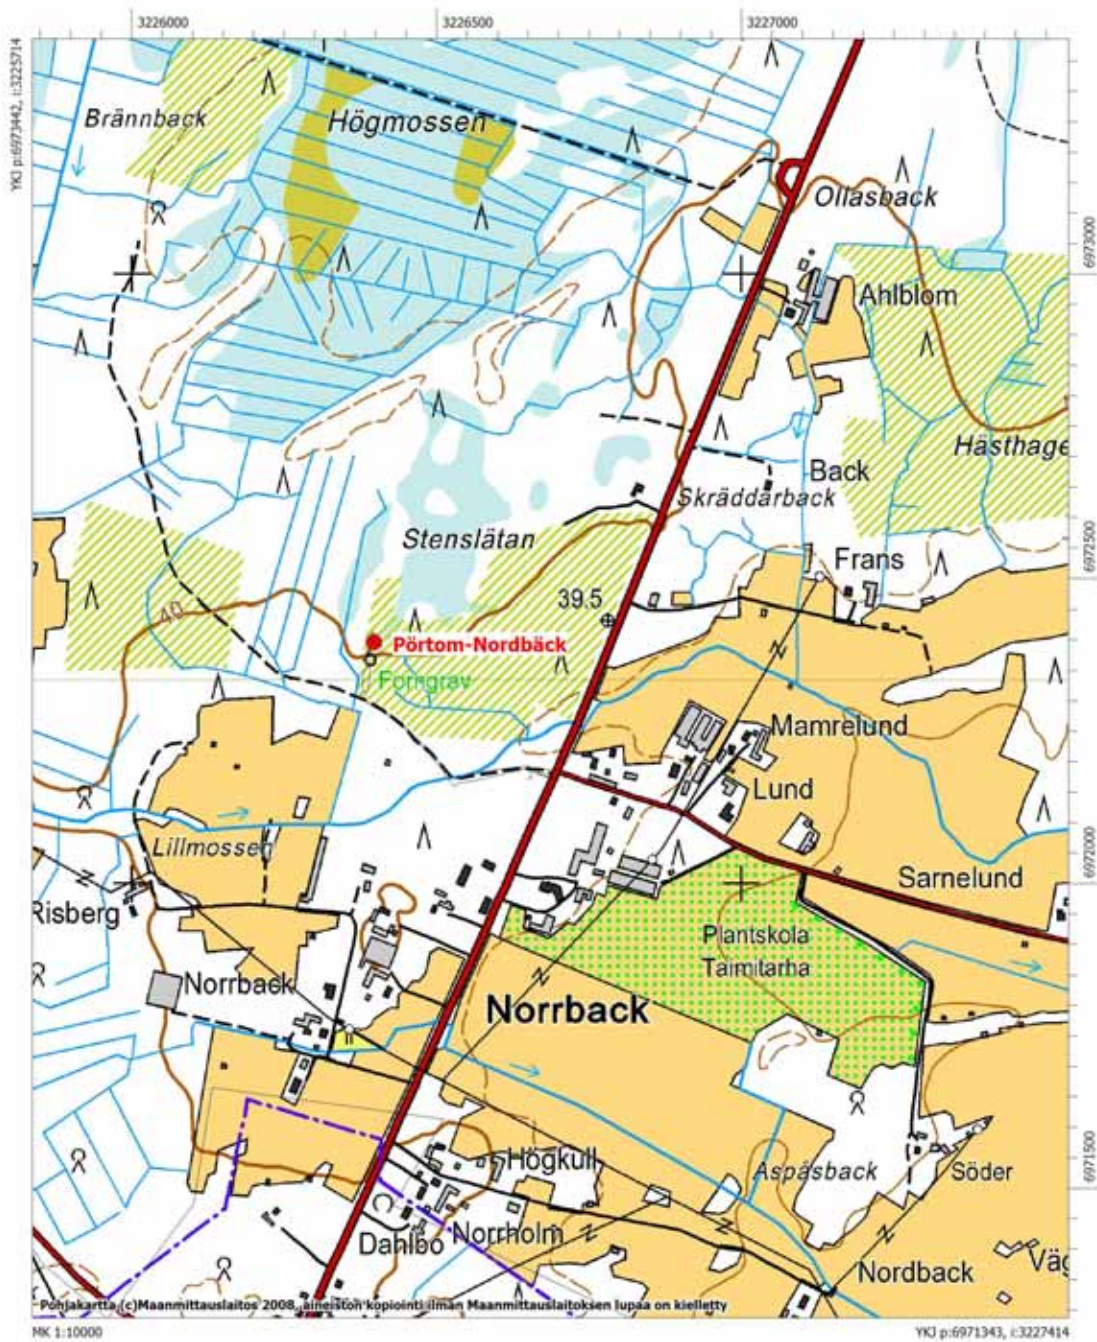 3226000
3226500
3227000
YKJ p:6973442, i:3225714
Brännback
Högmossen
Ollasback
6973000
Ahlblom
Hästhage
Back
Skräddarback
Stenslätan
6972500
Frans
39.5
40
Pörtom-Nordbäck
Forngrav
Mamrelund
Lund
Lillmossen
6972000
Sarnelund
Risberg
Plantskola
Taimitarha
Norrback
Norrback
6971500
Högkull
Aspåsback
Söder
Norrholm
Dahlbo
Nordback
Väg
Pohjakartta (c)Maanmittauslaitos 2008, aineiston kopiointi ilman Maanmittauslaitoksen lupaa on kielletty
MK 1:10000
YKJ p:6971343, i:3227414